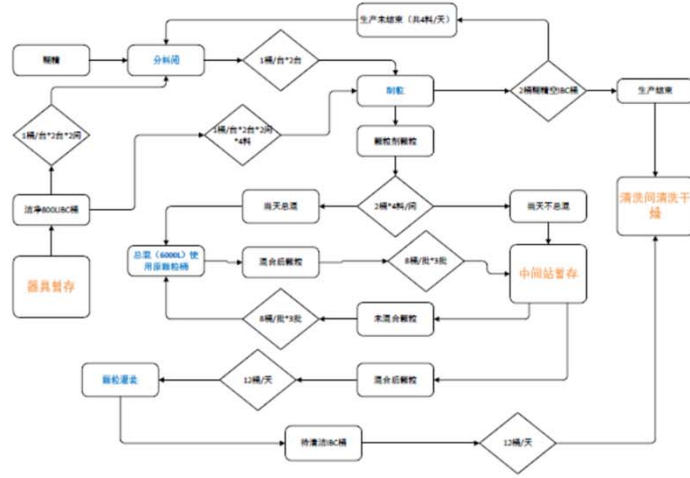 生产未结束（共4料/天）
糊精
分料间
1桶/台*2台
制粒
2桶糊精空IBC桶
生产结束
1桶/台*2台*2间
1桶/台*2台*2间
*4料
颗粒剂颗粒
洁净800LIBC桶
当天总混
2桶*4料/间
当天不总混
清洗间清洗干
燥
器具暂存
总混（6000L）使
用原颗粒桶
混合后颗粒
8桶/批*3批
中间站暂存
8桶/批*3批
未混合颗粒
颗粒灌装
12桶/天
混合后颗粒
待清洁IBC桶
12桶/天